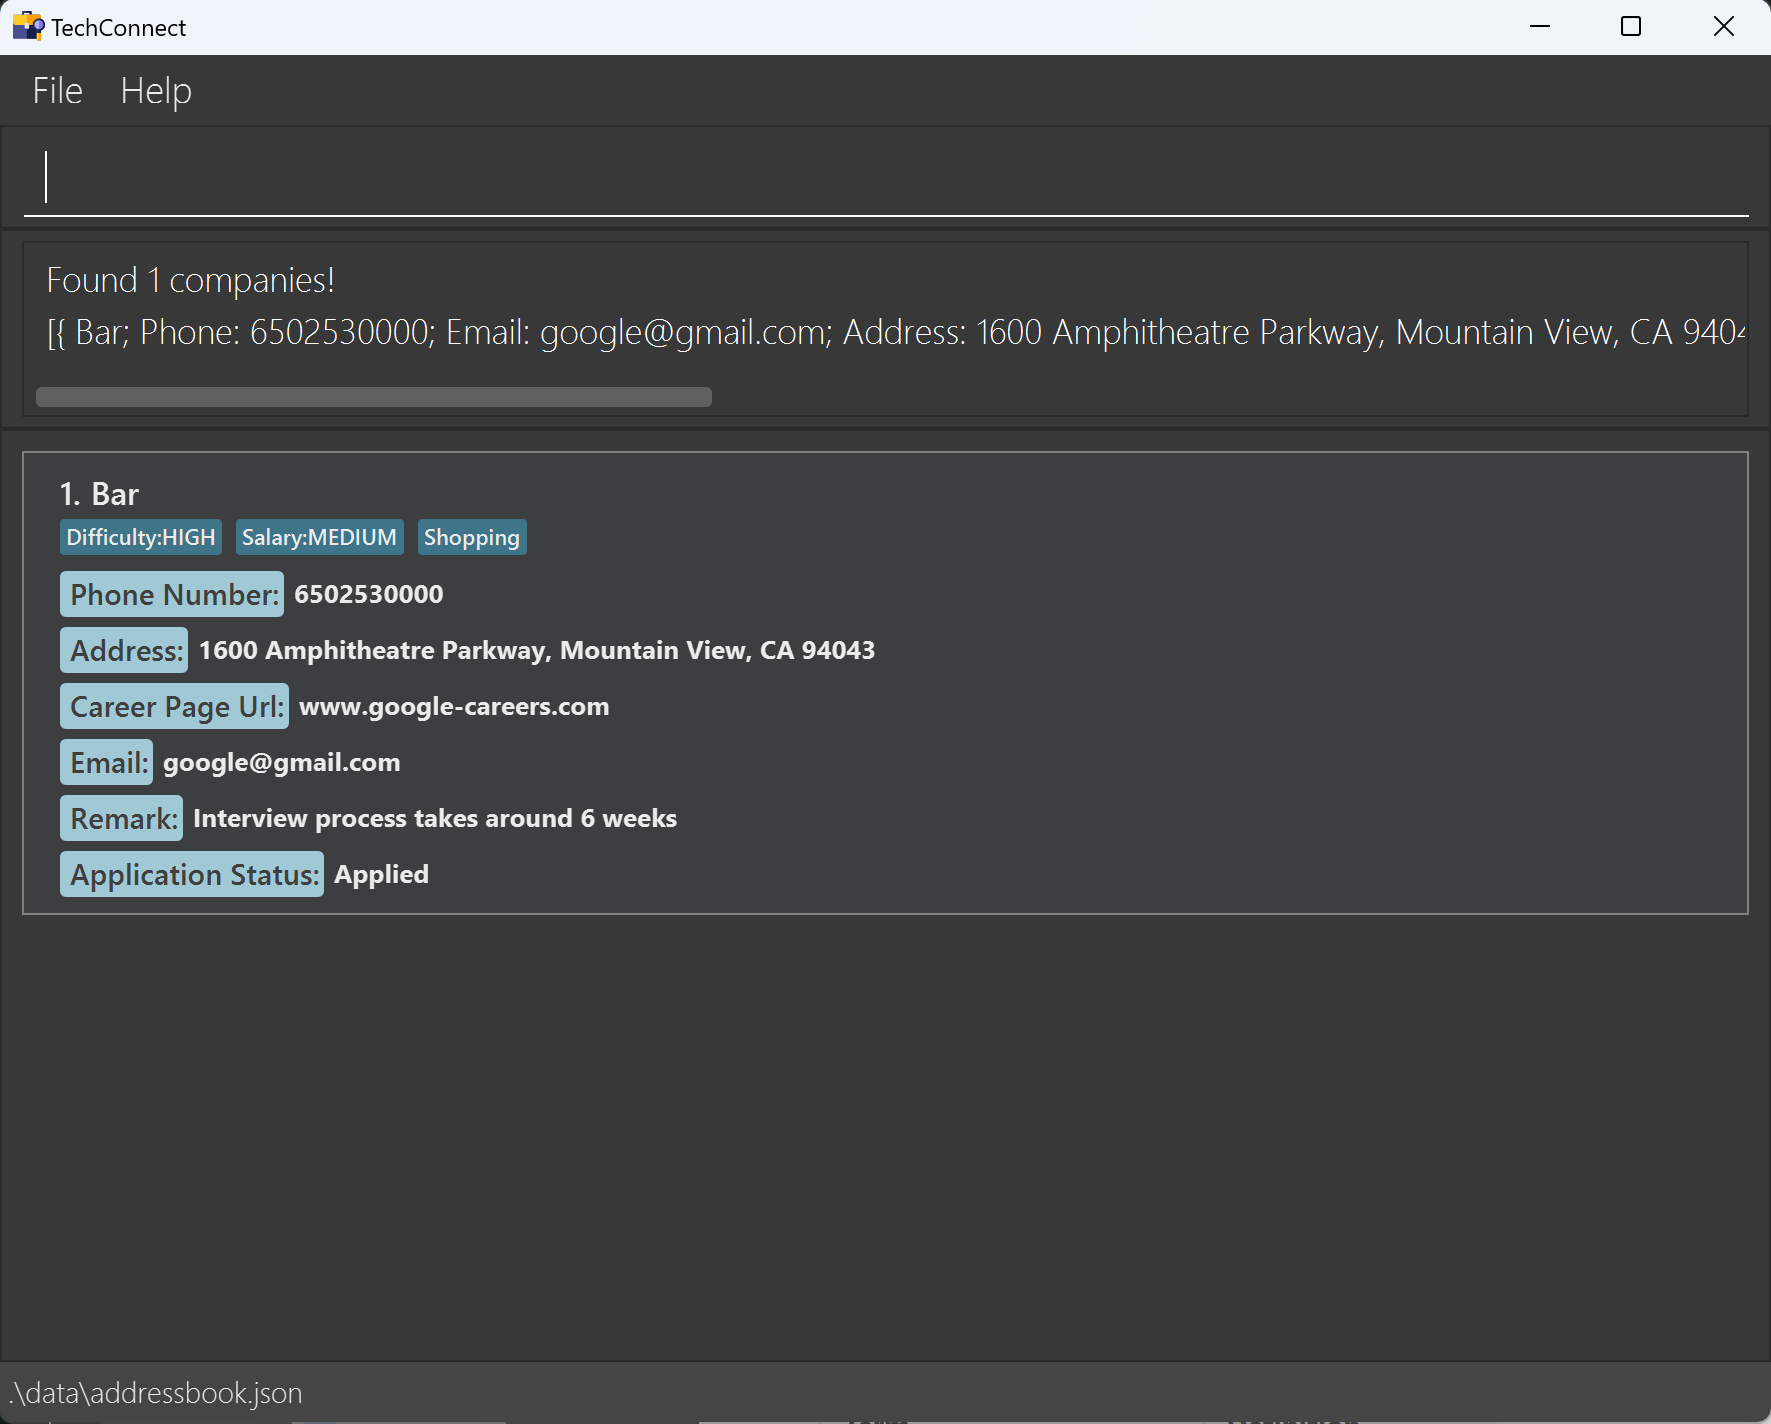 TechConnect
File Help
Found 1 companies!
[{ Bar; Phone: 6502530000; Email: google@gmail.com; Address: 1600 Amphitheatre Parkway, Mountain View, CA 9404
1. Bar
Difficulty:HIGH Salary:MEDIUM Shopping
Phone Number: 6502530000
Address: 1600 Amphitheatre Parkway, Mountain View, CA 94043
Career Page Url: www.google-careers.com
Email: google@gmail.com
Remark: Interview process takes around 6 weeks
Application Status: Applied
.\data\addressbook.json